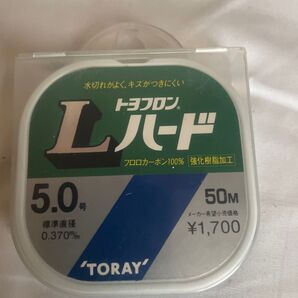 水切れがよく、キズがつきにくい
トヨフロン
Lハード
フロロカーボン100% 強化樹脂加工
5.0号
50M
標準直径
0.370㎜
メーカー希望小売価格
¥1,700
'TORAY'